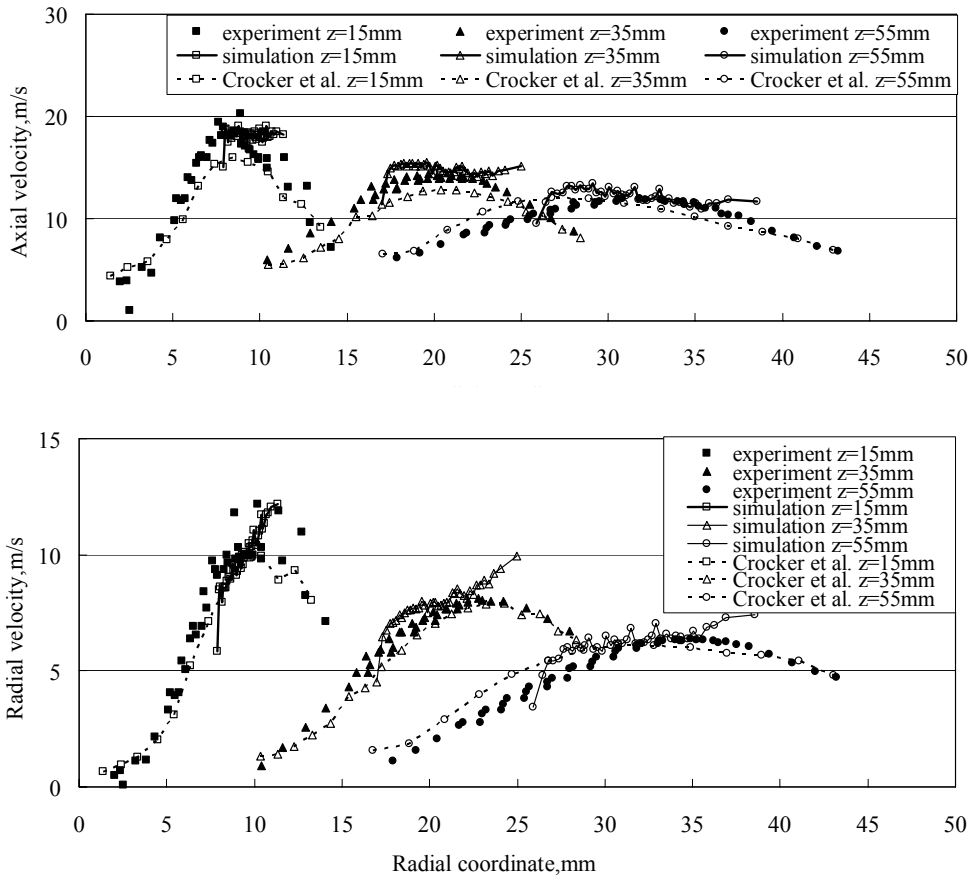 30
20
10
0
Axial velocity,m/s
experiment z=15mm experiment z=35mm experiment z=55mm
simulation z=15mm simulation z=35mm simulation z=55mm
Crocker et al. z=15mm Crocker et al. z=35mm Crocker et al. z=55mm
0 5 10 15 20 25 30 35 40 45 50
15
10
5
0
Radial velocity,m/s
experiment z=15mm
experiment z=35mm
experiment z=55mm
simulation z=15mm
simulation z=35mm
simulation z=55mm
Crocker et al. z=15mm
Crocker et al. z=35mm
Crocker et al. z=55mm
0 5 10 15 20 25 30 35 40 45 50
Radial coordinate,mm